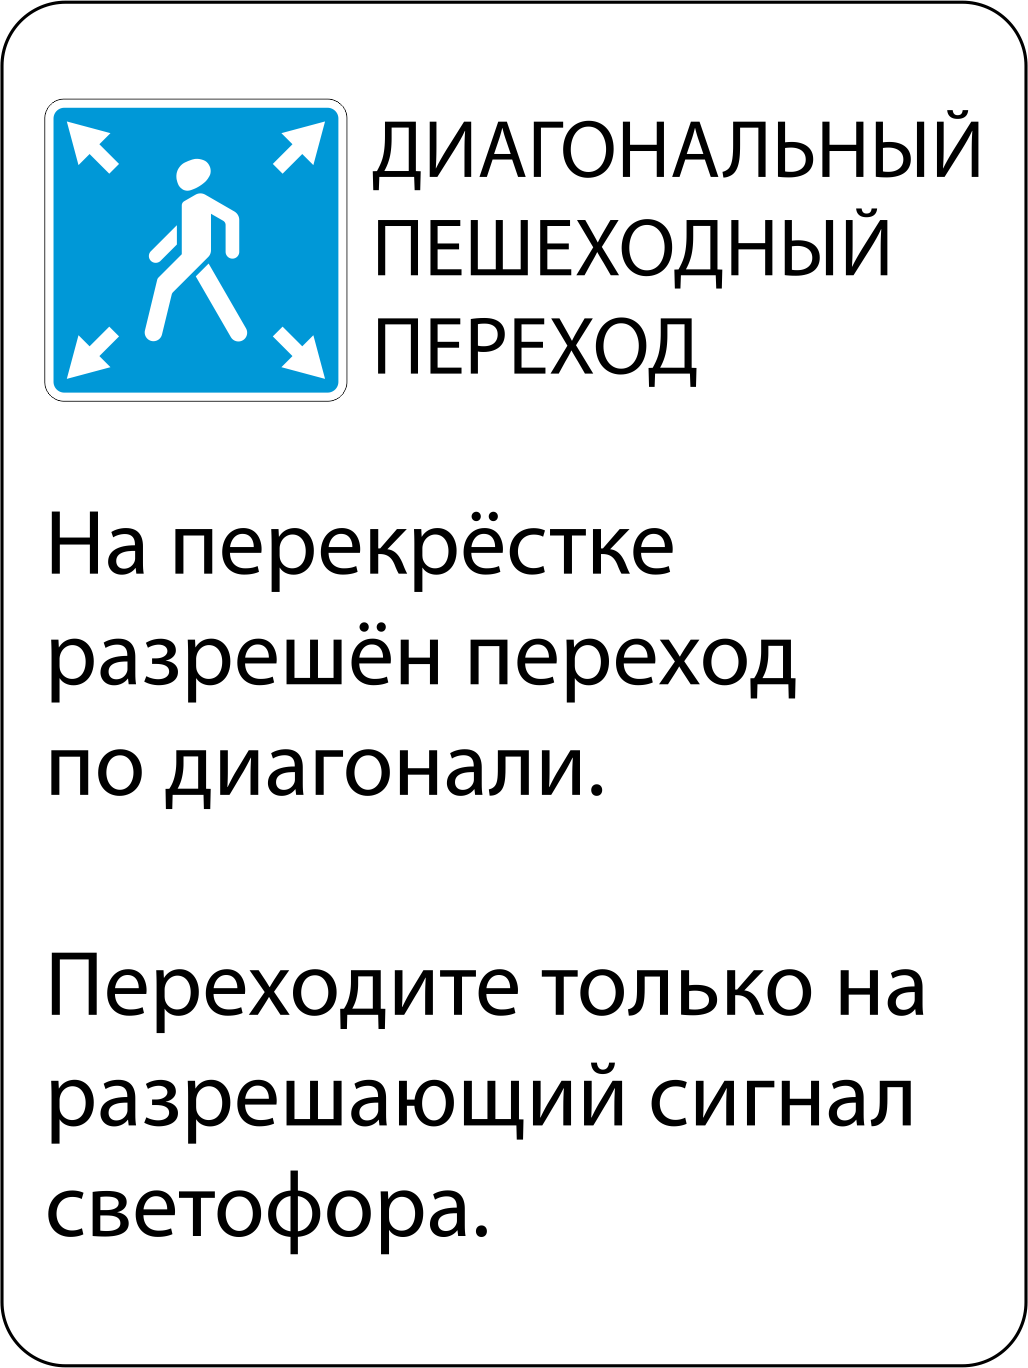 ДИАГОНАЛЬНЫЙ
ПЕШЕХОДНЫЙ
ПЕРЕХОД
На перекрёстке
разрешён переход
по диагонали.
Переходите только на
разрешающий сигнал
светофора.